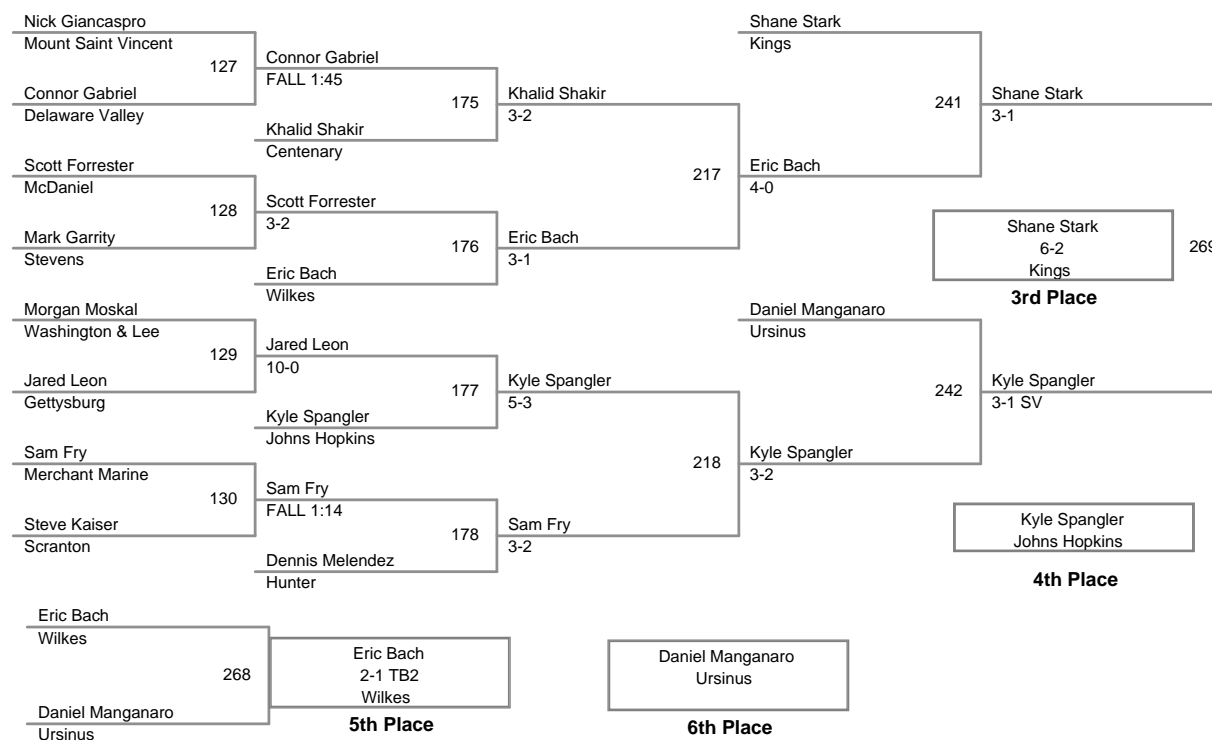 Nick Giancaspro
Mount Saint Vincent
127
Connor Gabriel
Delaware Valley
Connor Gabriel
FALL 1:45
175
Khalid Shakir
Centenary
Khalid Shakir
3-2
Scott Forrester
McDaniel
128
Mark Garrity
Stevens
Scott Forrester
3-2
176
Eric Bach
Wilkes
Eric Bach
3-1
217
Eric Bach
4-0
Shane Stark
Kings
241
Shane Stark
3-1
Shane Stark
6-2
Kings
269
3rd Place
Morgan Moskal
Washington & Lee
129
Jared Leon
Gettysburg
Jared Leon
10-0
177
Kyle Spangler
Johns Hopkins
Kyle Spangler
5-3
Sam Fry
Merchant Marine
130
Steve Kaiser
Scranton
Sam Fry
FALL 1:14
178
Dennis Melendez
Hunter
Sam Fry
3-2
218
Kyle Spangler
3-2
Daniel Manganaro
Ursinus
242
Kyle Spangler
3-1 SV
Kyle Spangler
Johns Hopkins
4th Place
Eric Bach
Wilkes
268
Daniel Manganaro
Ursinus
Eric Bach
2-1 TB2
Wilkes
5th Place
Daniel Manganaro
Ursinus
6th Place